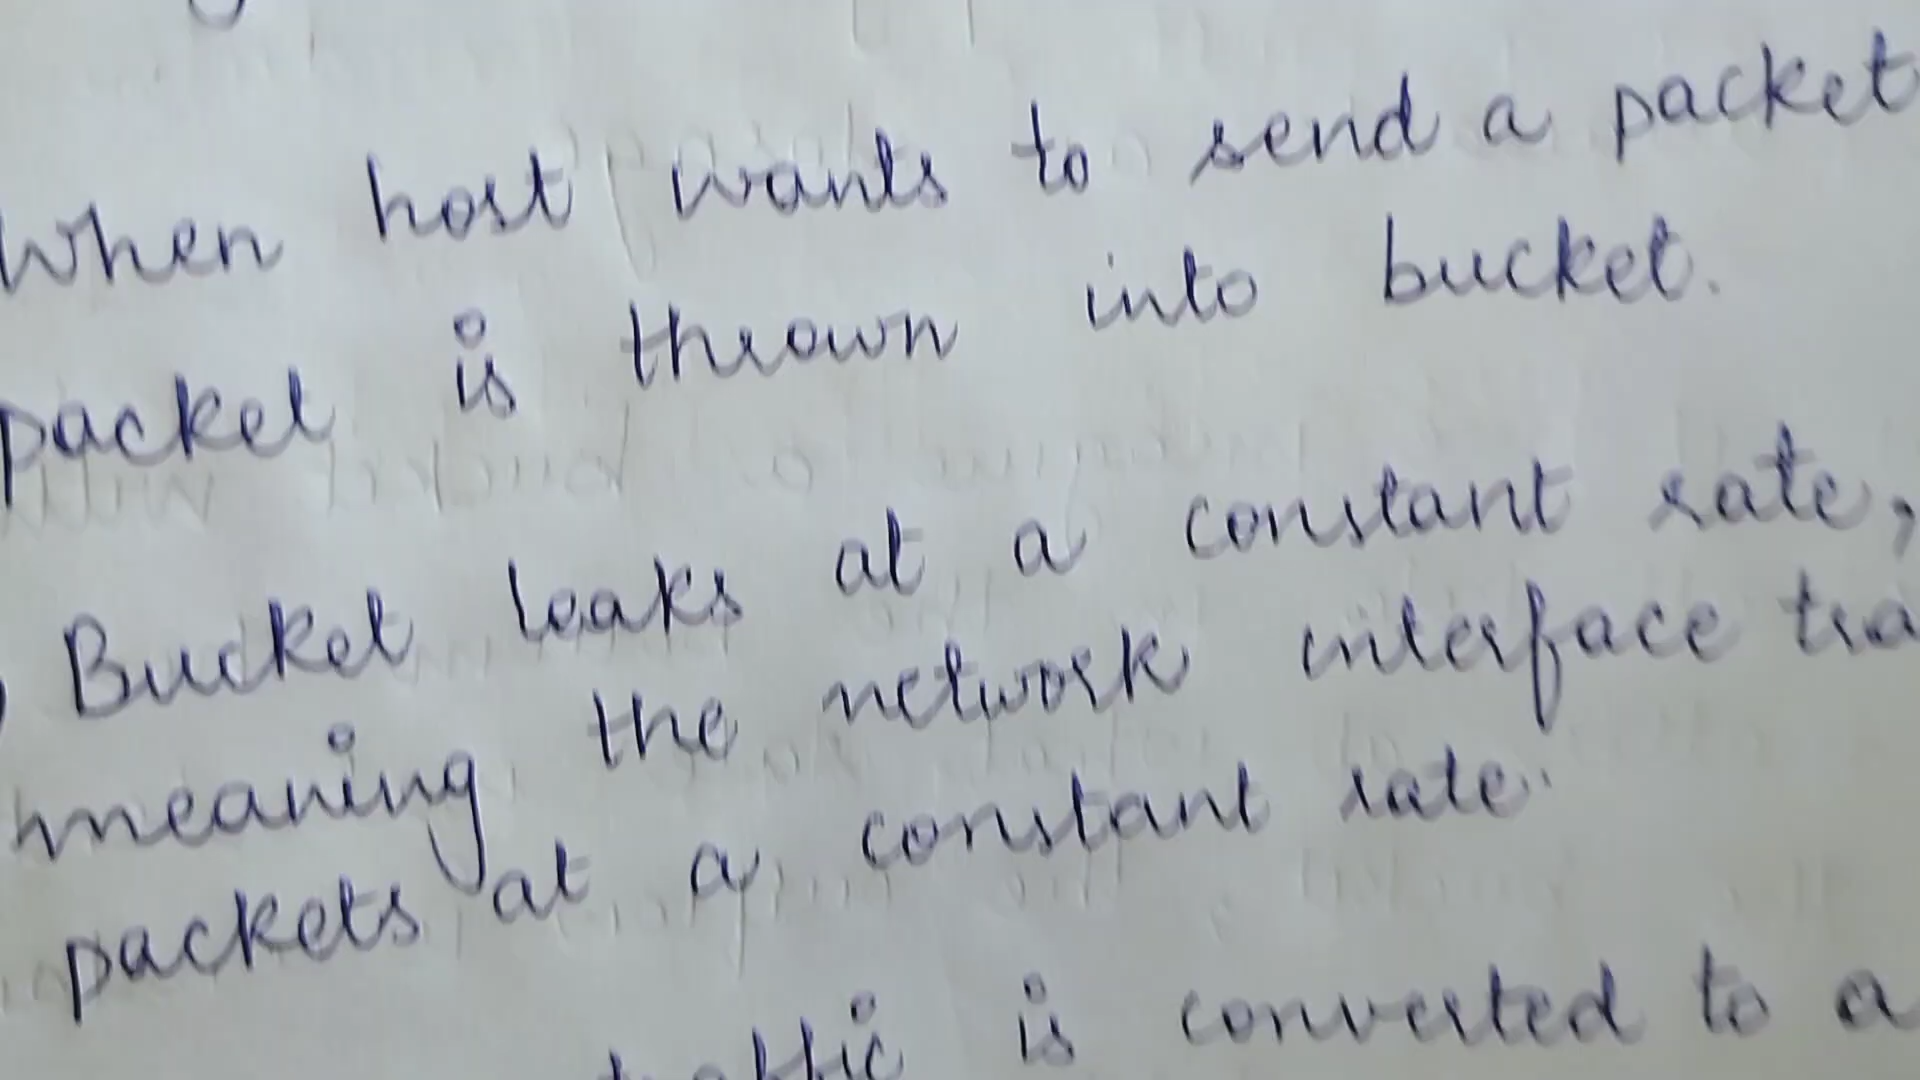 When host wants to send a packet
packet is thrown into bucket.
Bucket leaks at a constant rate,
meaning the network interface tra
packets at a constant rate.
traffic is converted to a